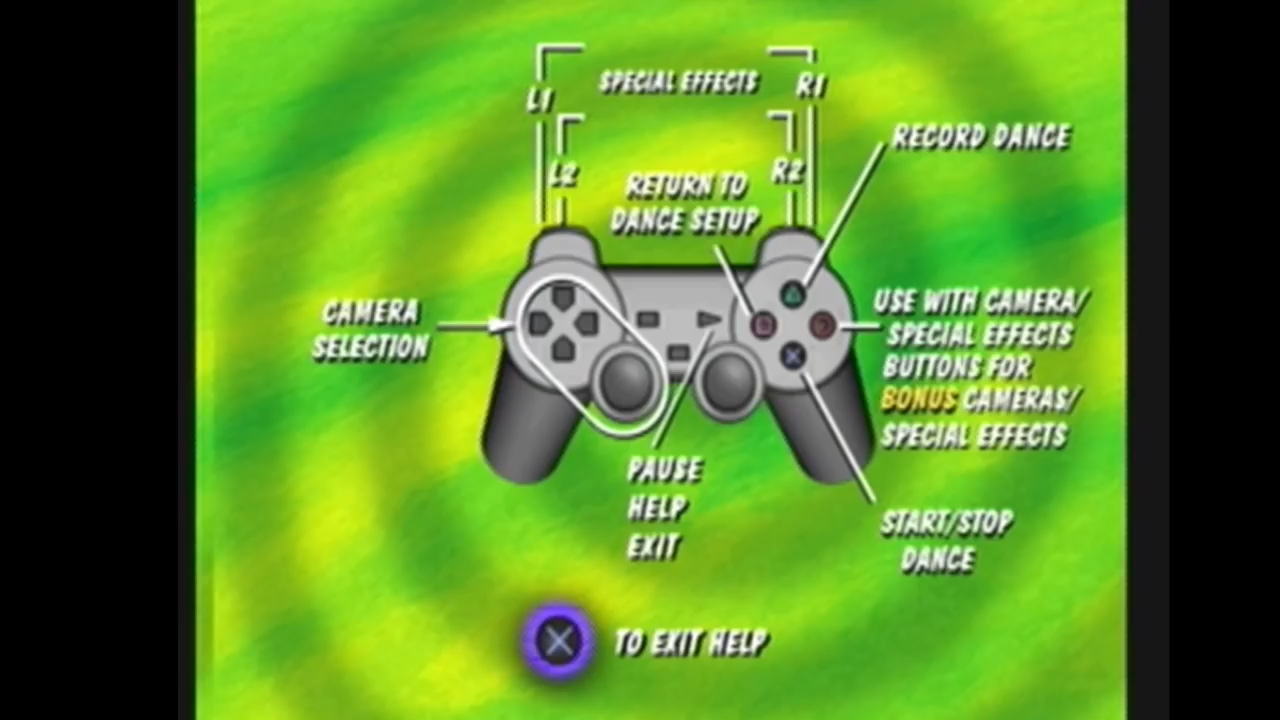 SPECIAL EFFECTS
L1
R1
L2
R2
RECORD DANCE
RETURN TO
DANCE SETUP
CAMERA
SELECTION
USE WITH CAMERA/
SPECIAL EFFECTS
BUTTONS FOR
BONUS CAMERAS/
SPECIAL EFFECTS
PAUSE
HELP
EXIT
START/STOP
DANCE
TO EXIT HELP